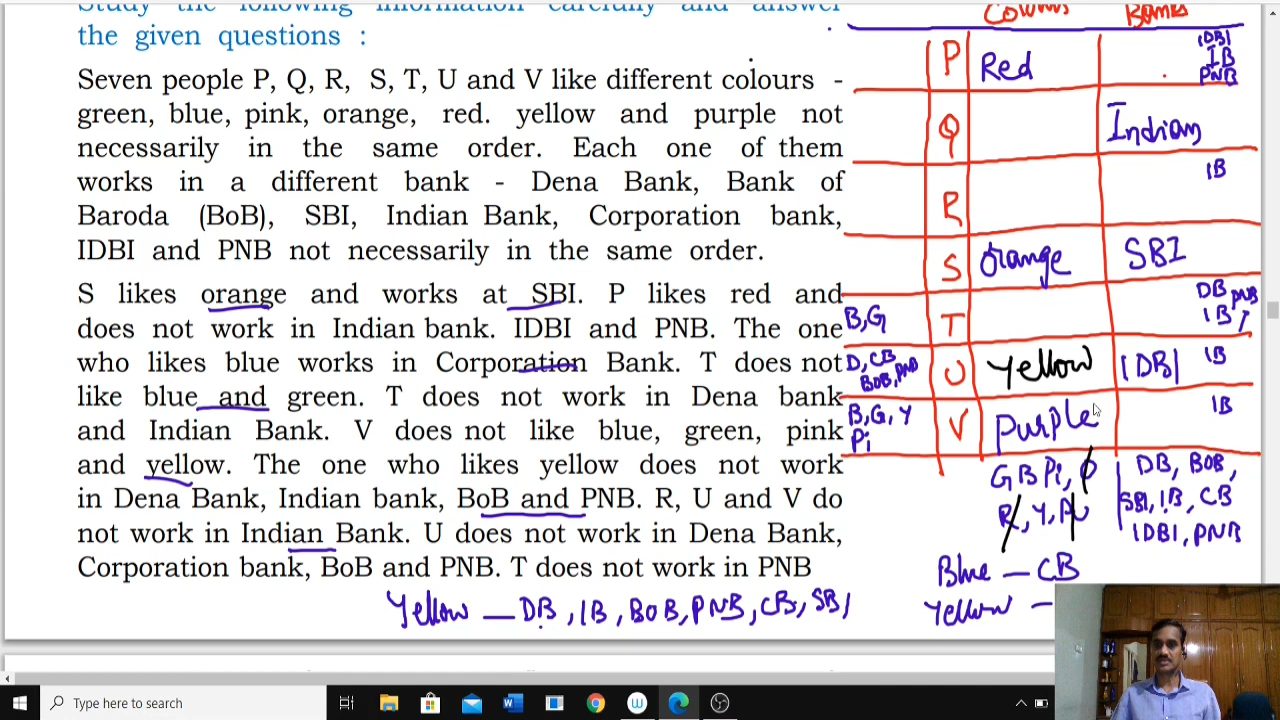 Study the following information carefully and answer
the given questions :
Seven people P, Q, R, S, T, U and V like different colours -
green, blue, pink, orange, red. yellow and purple not
necessarily in the same order. Each one of them
works in a different bank - Dena Bank, Bank of
Baroda (BoB), SBI, Indian Bank, Corporation bank,
IDBI and PNB not necessarily in the same order.
S likes orange and works at SBI. P likes red and
does not work in Indian bank. IDBI and PNB. The one
who likes blue works in Corporation Bank. T does not
like blue and green. T does not work in Dena bank
and Indian Bank. V does not like blue, green, pink
and yellow. The one who likes yellow does not work
in Dena Bank, Indian bank, BoB and PNB. R, U and V do
not work in Indian Bank. U does not work in Dena Bank,
Corporation bank, BoB and PNB. T does not work in PNB
Yellow — DB, IB, BOB, PNB, CB, SBI
Colours Banks
P Red IDBI
IB
PNB
Q Indian
R IB
S Orange SBI
B,G T DB PNB
IB
D, CB U Yellow IDBI IB
BOB, PNB
B, G, Y V Purple IB
Pi
G B Pi, O DB, BOB,
R, Y, Pu SBI, IB, CB
IDBI, PNB
Blue — CB
Yellow —
Type here to search